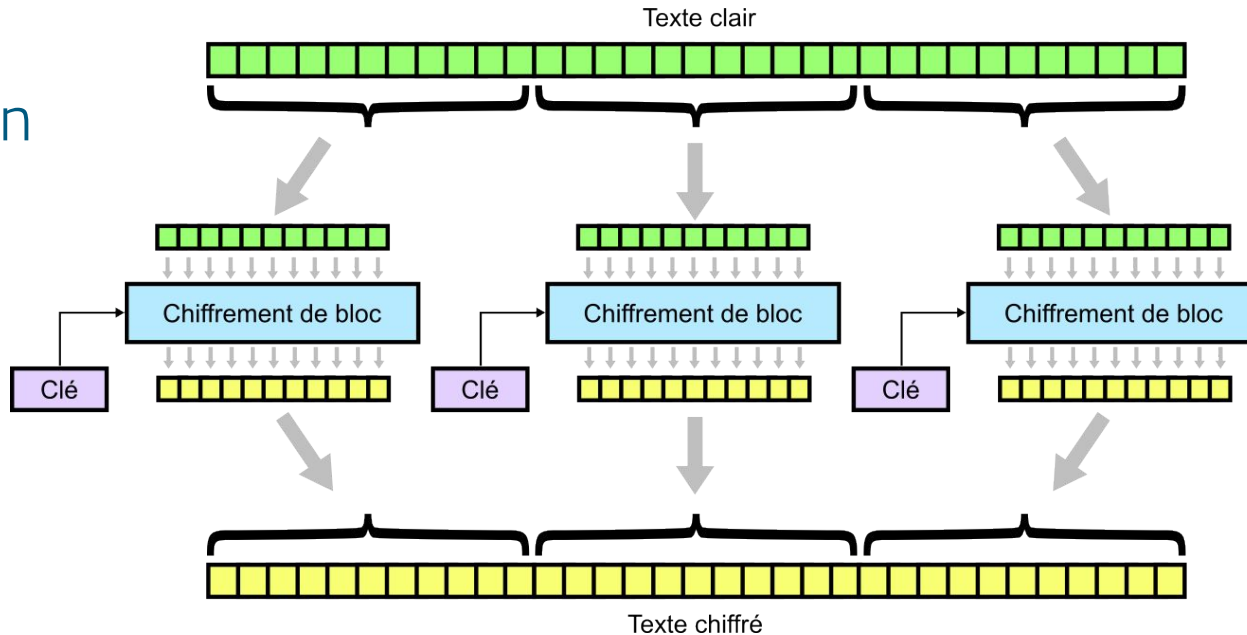 Texte clair
n
Chiffrement de bloc
Chiffrement de bloc
Chiffrement de bloc
Clé
Clé
Clé
Texte chiffré